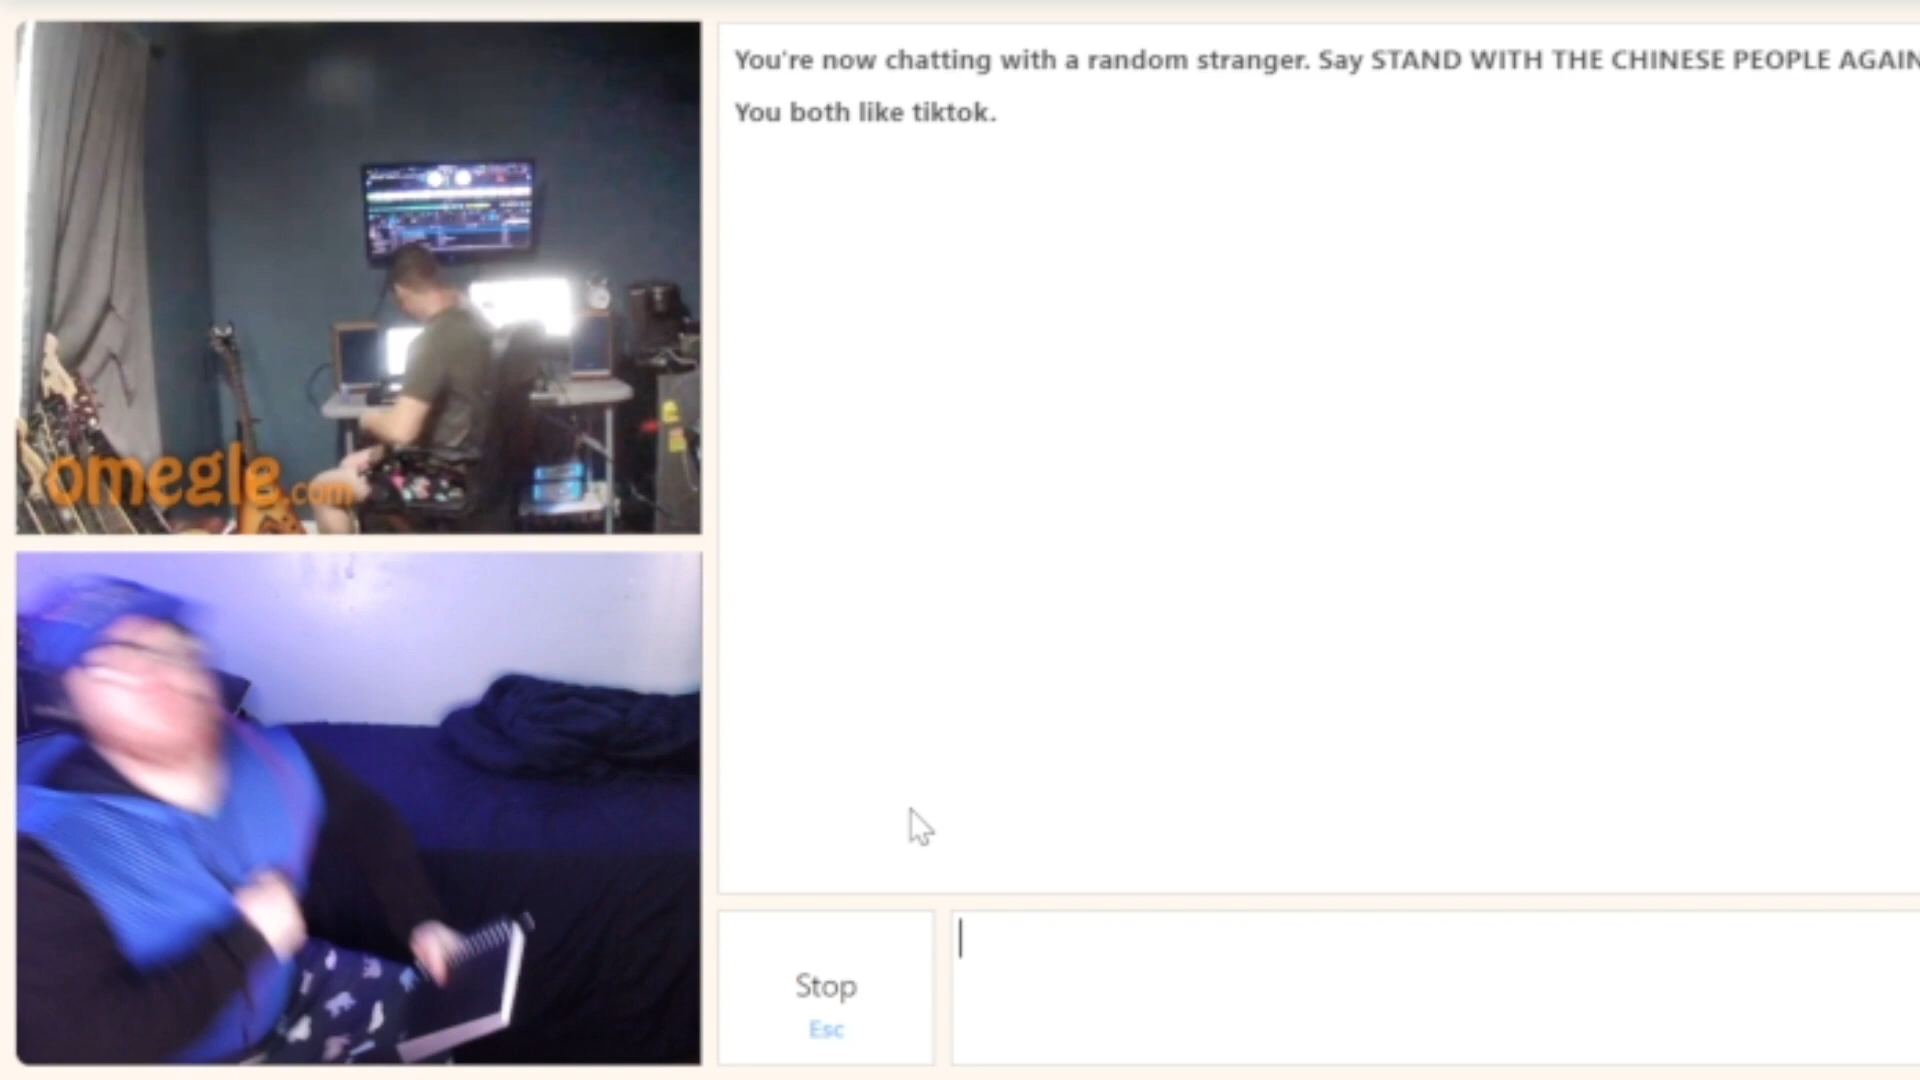 You're now chatting with a random stranger. Say STAND WITH THE CHINESE PEOPLE AGAIN
You both like tiktok.
omegle.com
Stop
Esc